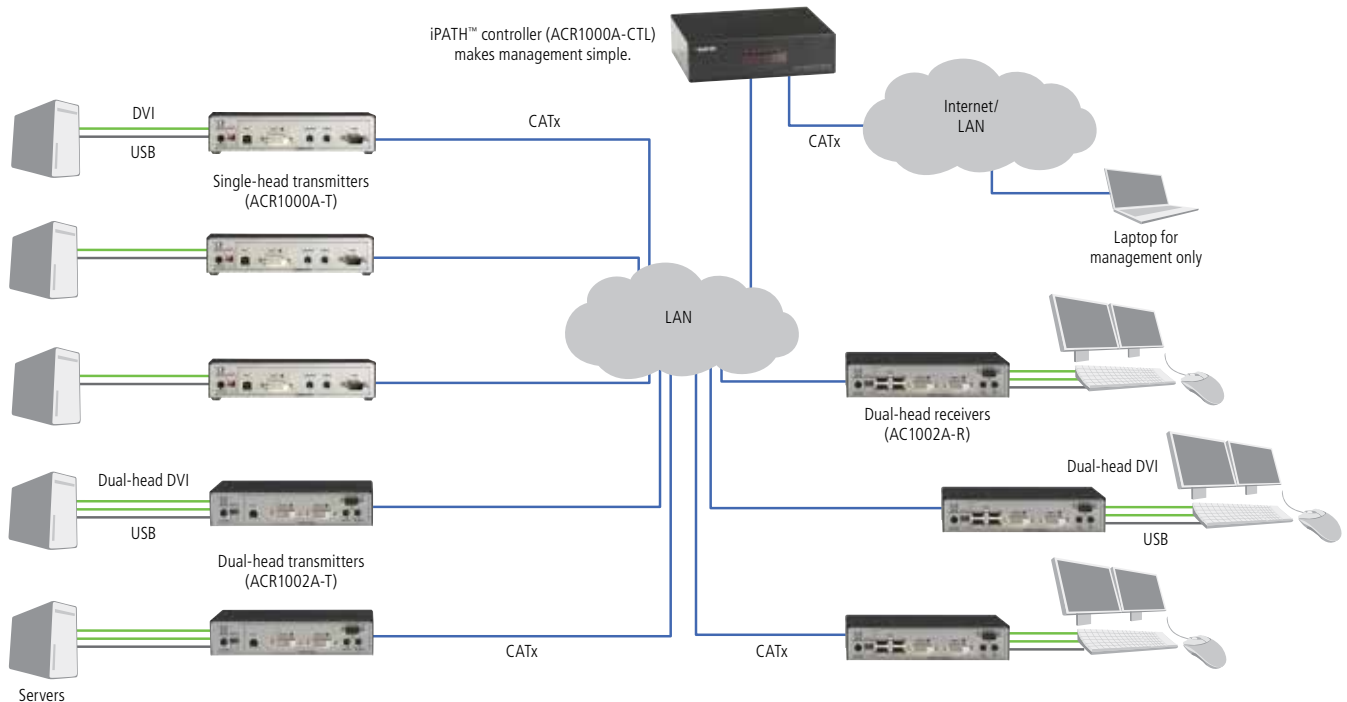 iPATH™ controller (ACR1000A-CTL)
makes management simple.
DVI
USB
CATx
Single-head transmitters
(ACR1000A-T)
Internet/
LAN
CATx
Laptop for
management only
LAN
Dual-head receivers
(AC1002A-R)
Dual-head DVI
USB
Dual-head DVI
USB
Dual-head transmitters
(ACR1002A-T)
CATx
CATx
Servers